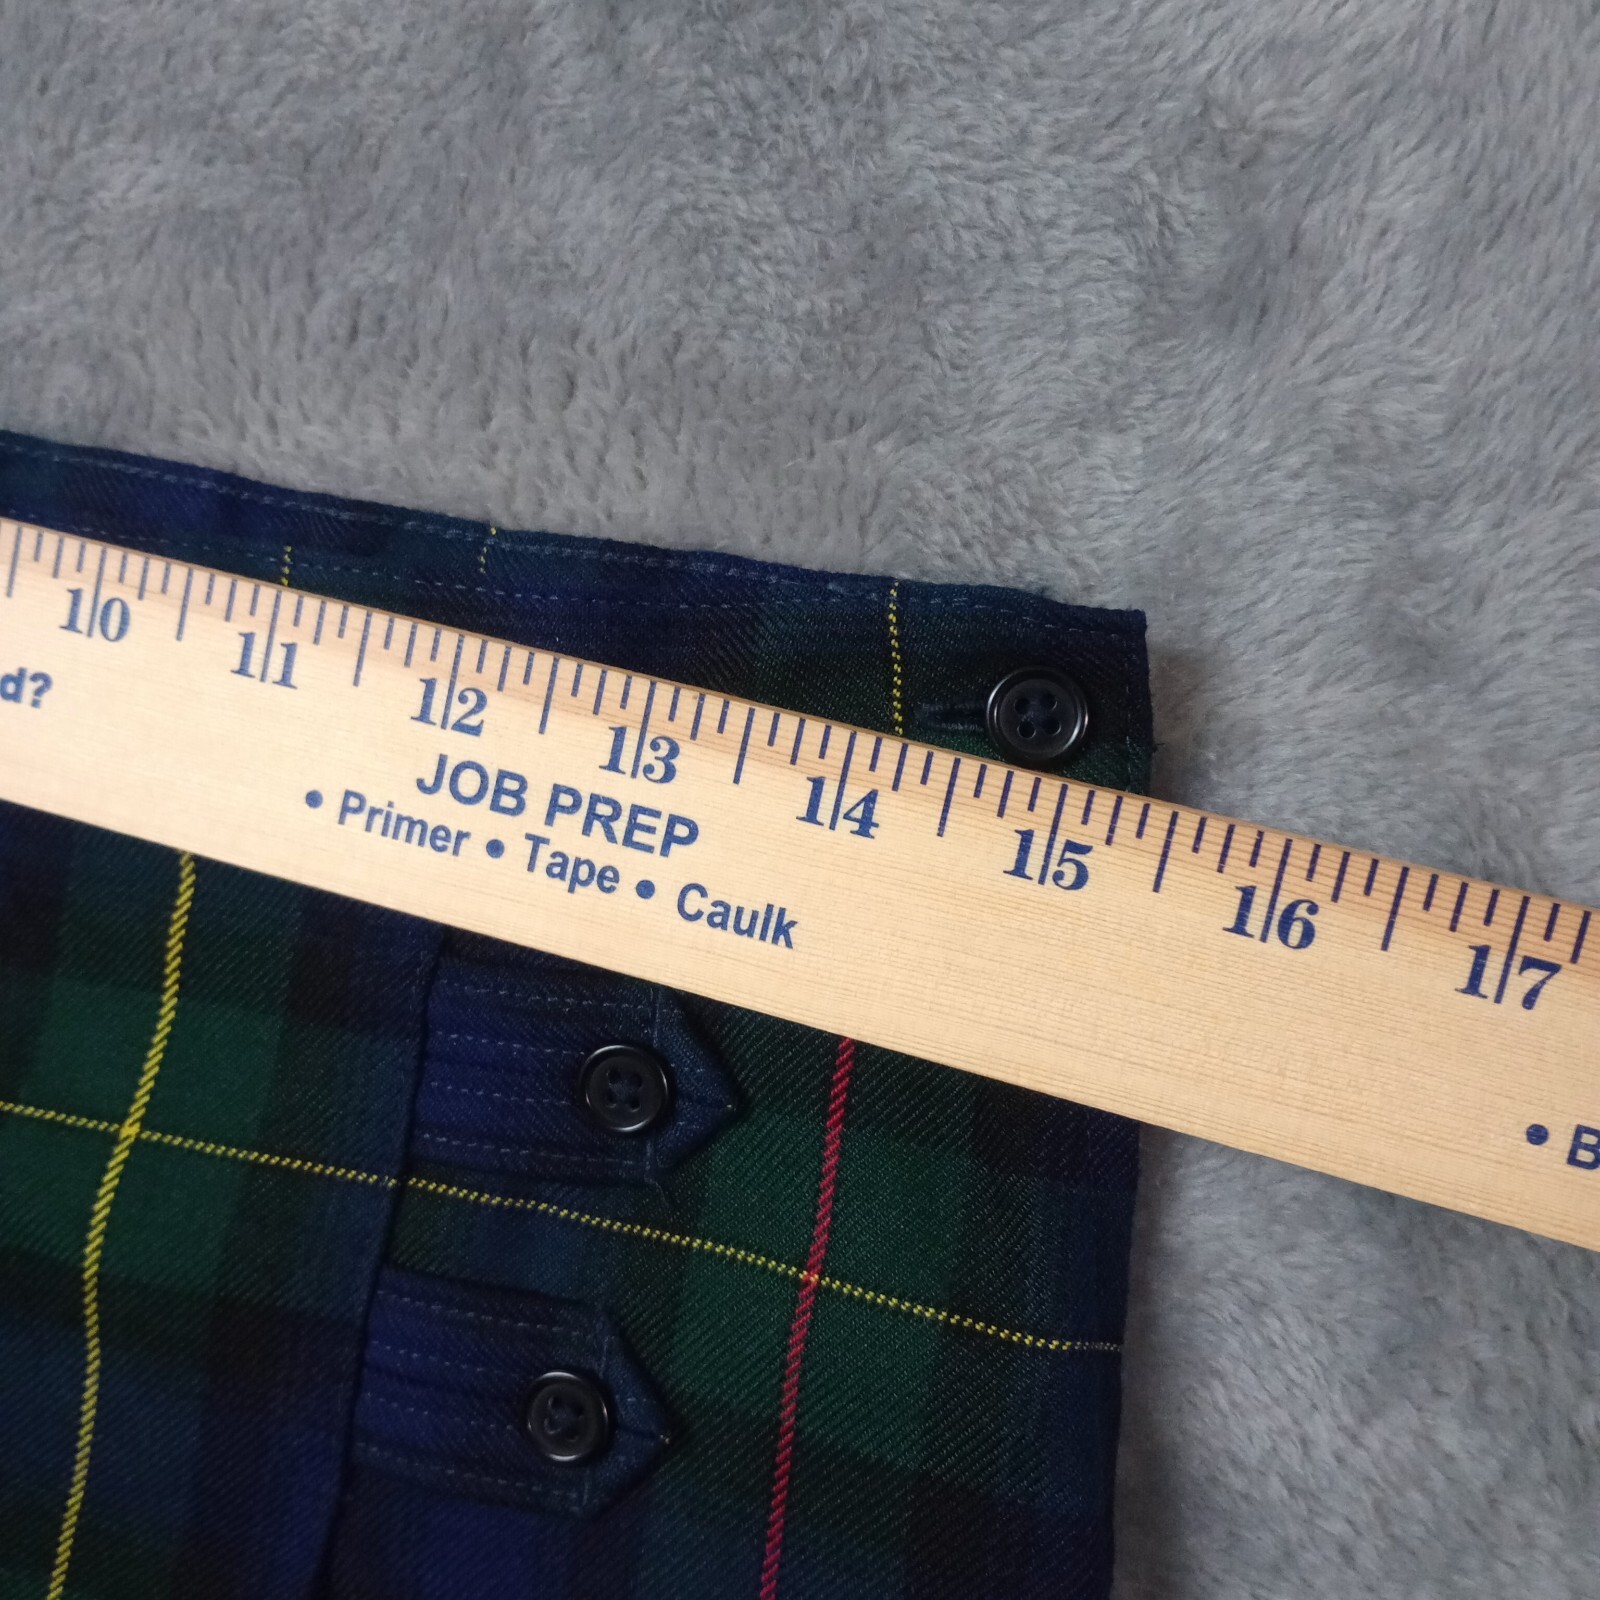 10 11 12 13 14 15 16 17
d?
JOB PREP
• Primer • Tape • Caulk
• B